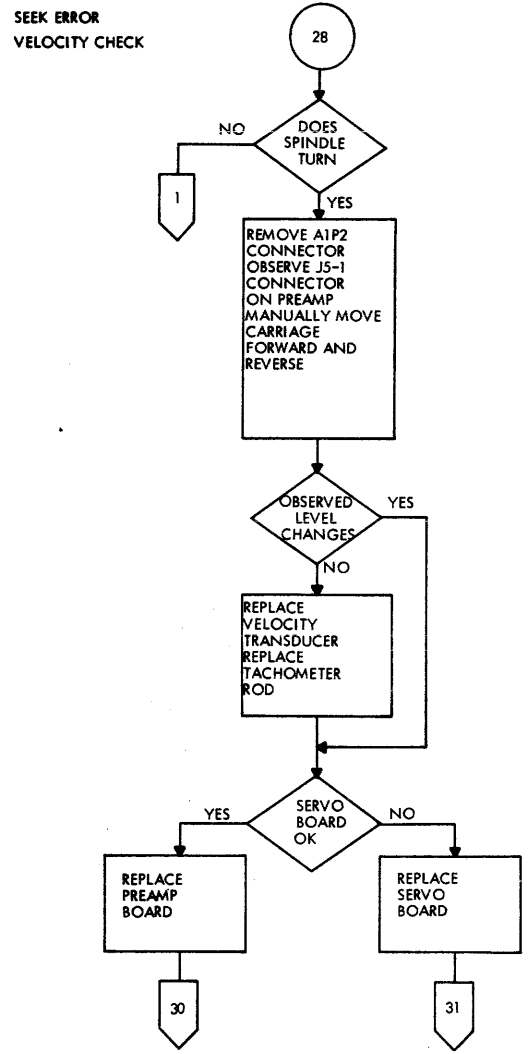 SEEK ERROR
VELOCITY CHECK
28
DOES
SPINDLE
TURN
NO
YES
1
REMOVE A1P2
CONNECTOR
OBSERVE J5-1
CONNECTOR
ON PREAMP
MANUALLY MOVE
CARRIAGE
FORWARD AND
REVERSE
OBSERVED
LEVEL
CHANGES
YES
NO
REPLACE
VELOCITY
TRANSDUCER
REPLACE
TACHOMETER
ROD
SERVO
BOARD
OK
YES
NO
REPLACE
PREAMP
BOARD
REPLACE
SERVO
BOARD
30
31